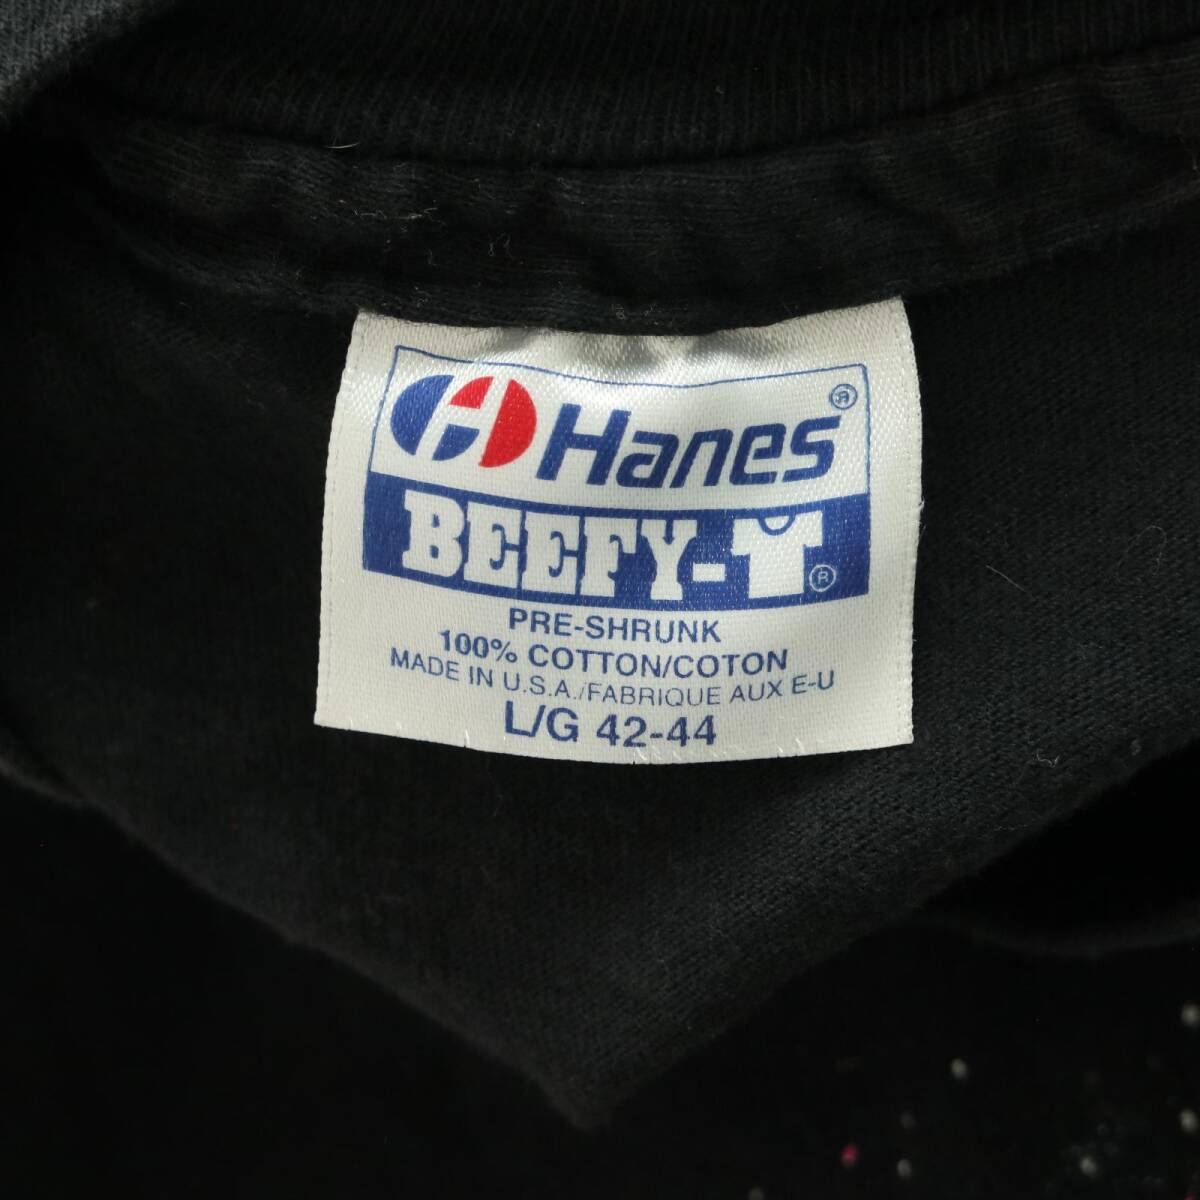 Hanes®
BEEFY-T®
PRE-SHRUNK
100% COTTON/COTON
MADE IN U.S.A./FABRIQUE AUX E-U
L/G 42-44